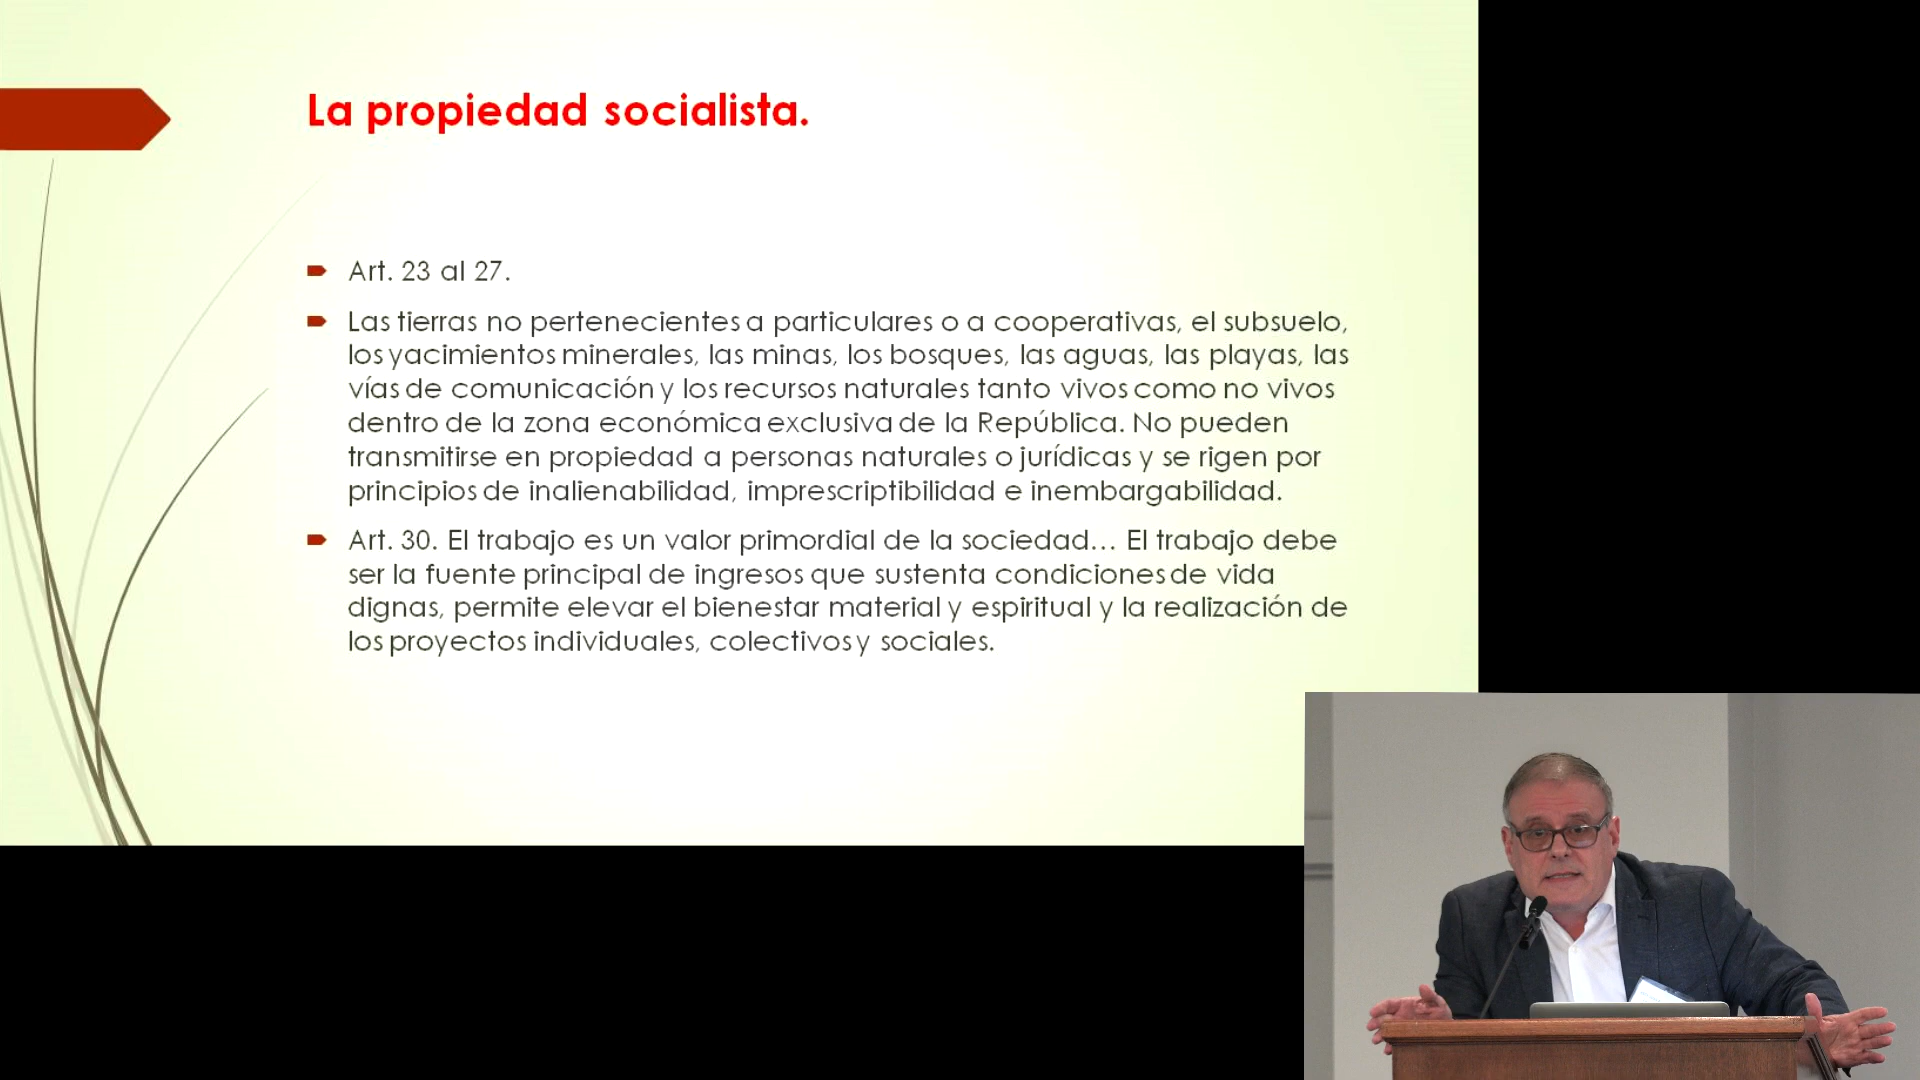 La propiedad socialista.
Art. 23 al 27.
Las tierras no pertenecientes a particulares o a cooperativas, el subsuelo,
los yacimientos minerales, las minas, los bosques, las aguas, las playas, las
vías de comunicación y los recursos naturales tanto vivos como no vivos
dentro de la zona económica exclusiva de la República. No pueden
transmitirse en propiedad a personas naturales o jurídicas y se rigen por
principios de inalienabilidad, imprescriptibilidad e inembargabilidad.
Art. 30. El trabajo es un valor primordial de la sociedad… El trabajo debe
ser la fuente principal de ingresos que sustenta condiciones de vida
dignas, permite elevar el bienestar material y espiritual y la realización de
los proyectos individuales, colectivos y sociales.